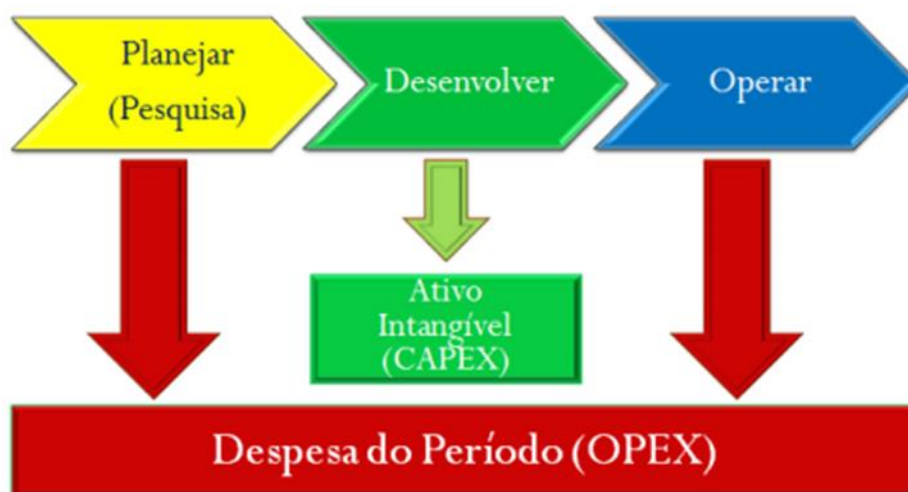 Planejar
(Pesquisa)
Desenvolver
Operar
Ativo
Intangível
(CAPEX)
Despesa do Período (OPEX)